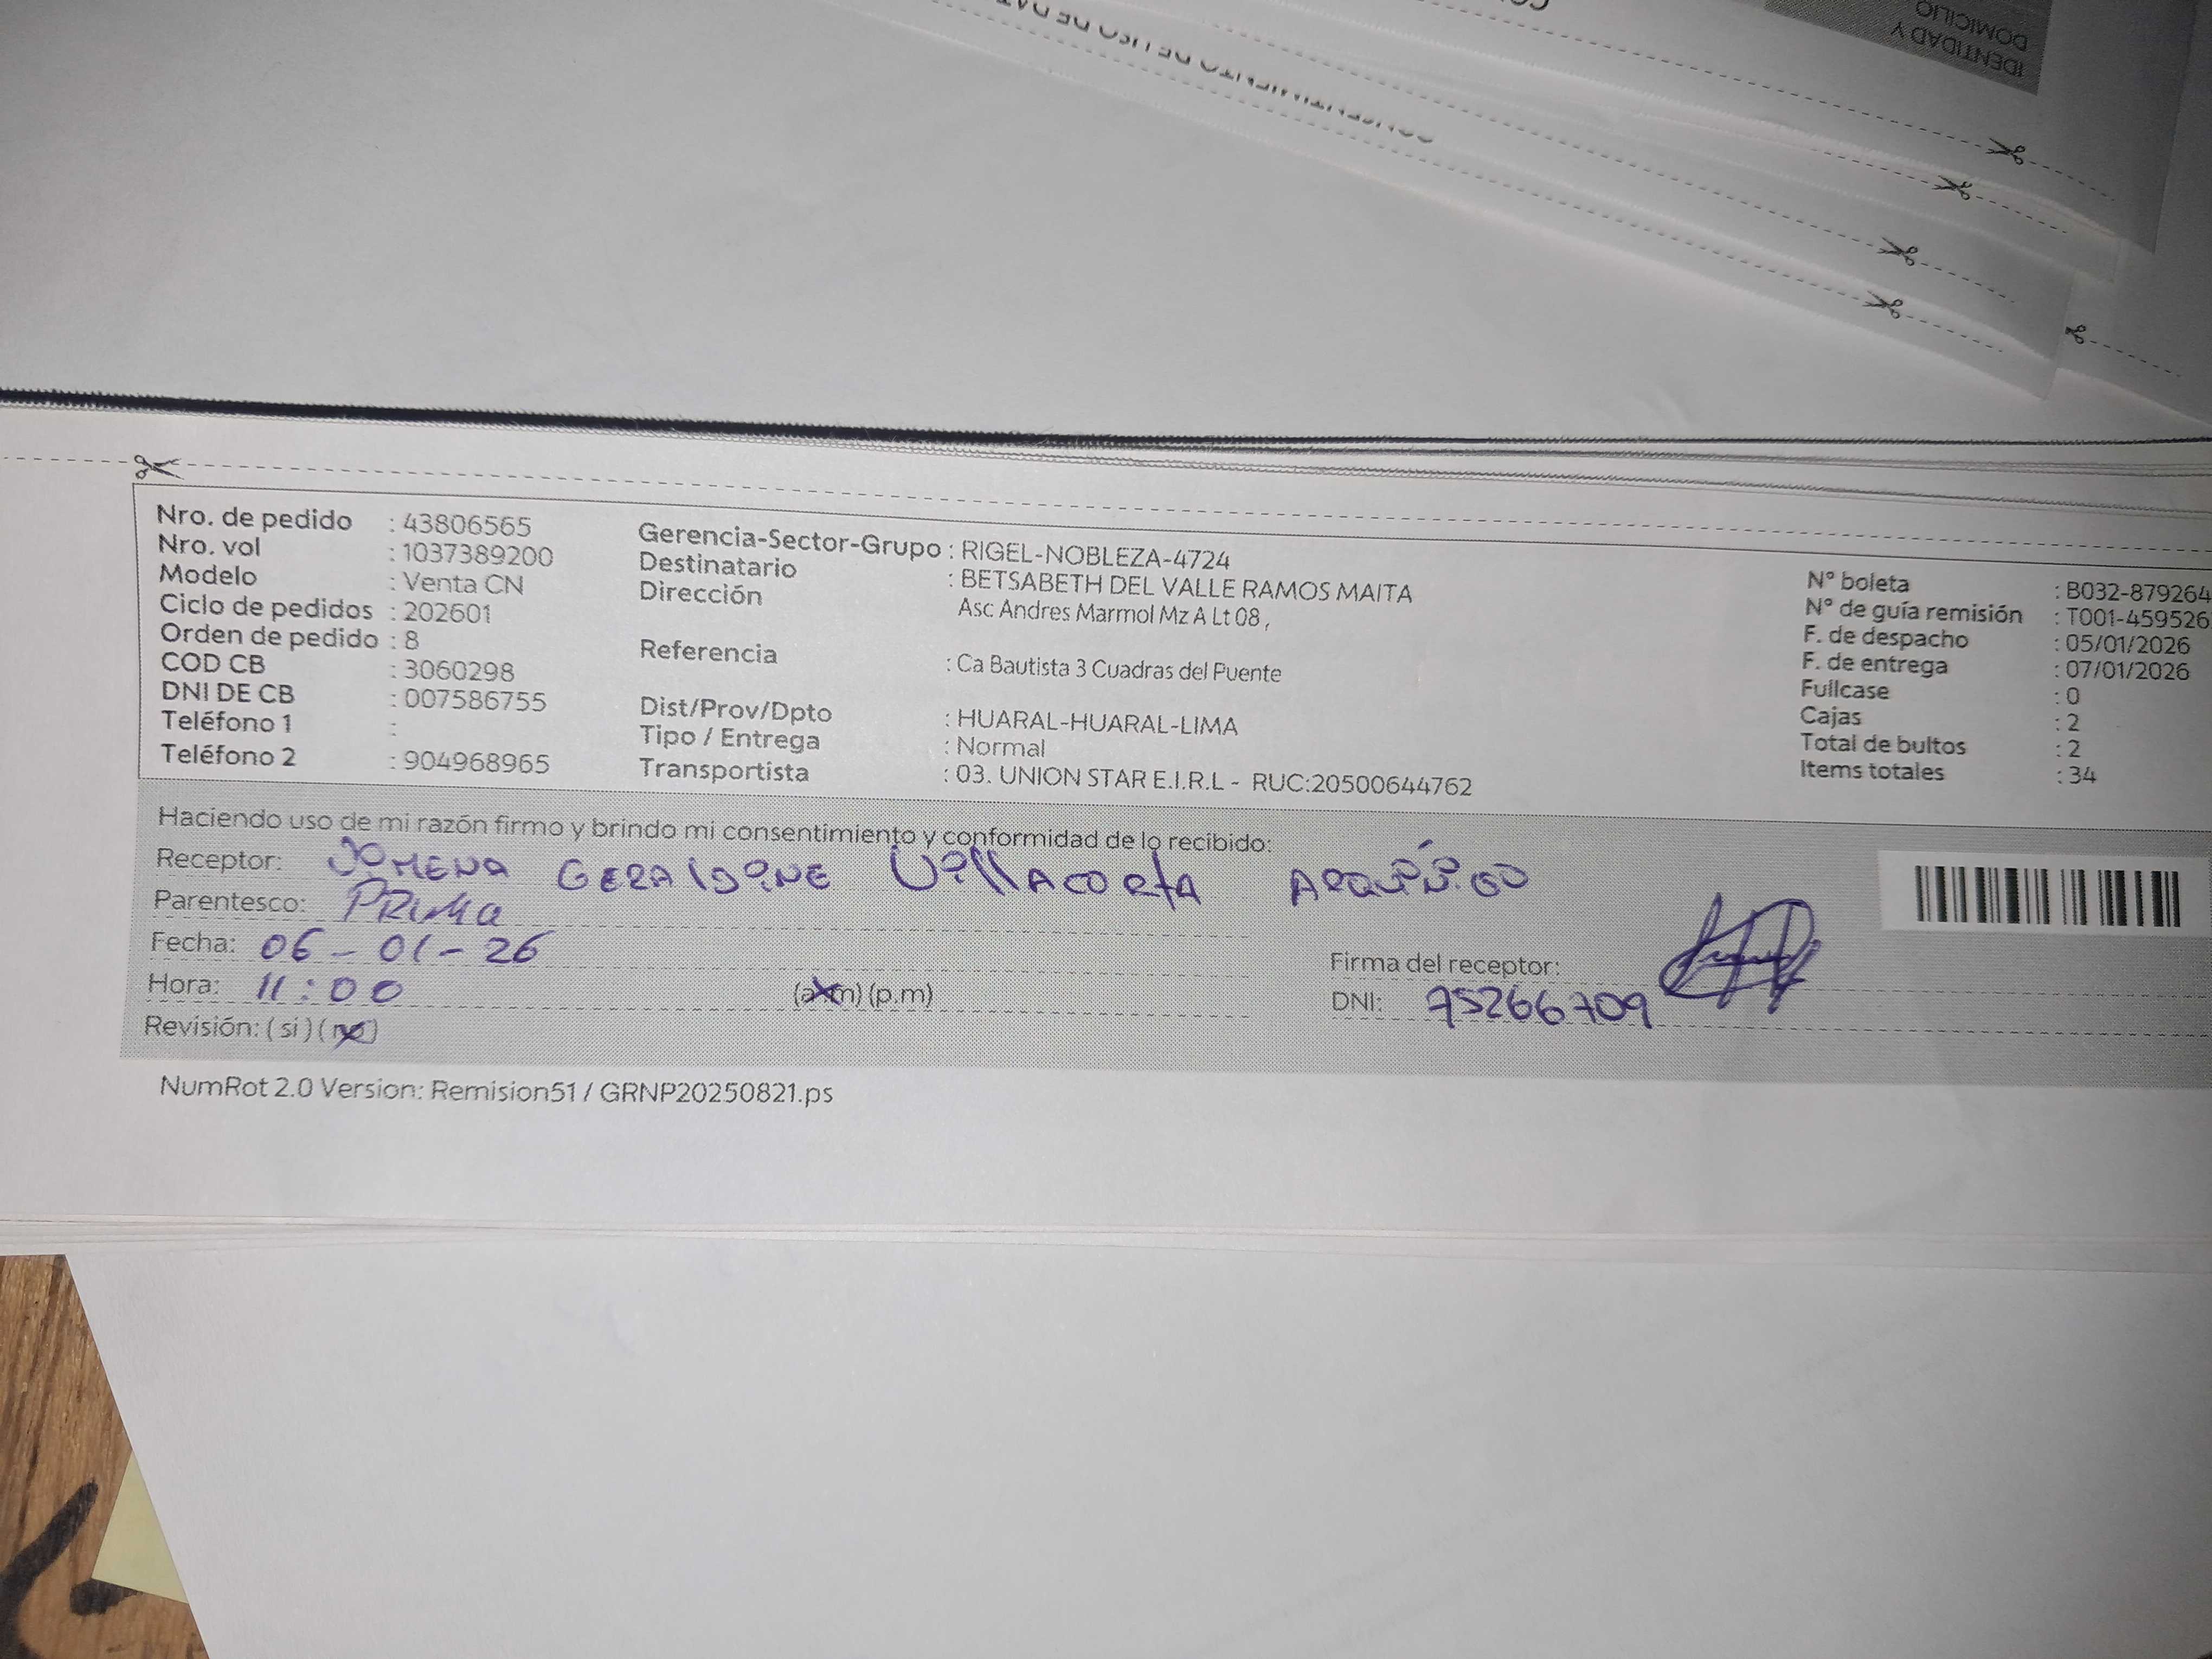 IDENTIDAD Y
DOMICILIO
Nro. de pedido : 43806565
Nro. vol : 1037389200
Modelo : Venta CN
Ciclo de pedidos : 202601
Orden de pedido : 8
COD CB : 3060298
DNI DE CB : 007586755
Teléfono 1 :
Teléfono 2 : 904968965
Gerencia-Sector-Grupo : RIGEL-NOBLEZA-4724
Destinatario : BETSABETH DEL VALLE RAMOS MAITA
Dirección Asc Andres Marmol Mz A Lt 08 ,
Referencia : Ca Bautista 3 Cuadras del Puente
Dist/Prov/Dpto : HUARAL-HUARAL-LIMA
Tipo / Entrega : Normal
Transportista : 03. UNION STAR E.I.R.L - RUC:20500644762
N° boleta : B032-879264
N° de guía remisión : T001-459526
F. de despacho : 05/01/2026
F. de entrega : 07/01/2026
Fullcase : 0
Cajas : 2
Total de bultos : 2
Items totales : 34
Haciendo uso de mi razón firmo y brindo mi consentimiento y conformidad de lo recibido:
Receptor: GERALDINE VILLACORTA
Parentesco: PRIMA
Fecha: 06-01-26
Hora: 11:00 (a.m) (p.m)
Revisión: (si) (no)
Firma del receptor:
DNI: 75266709
NumRot 2.0 Version: Remision51 / GRNP20250821.ps